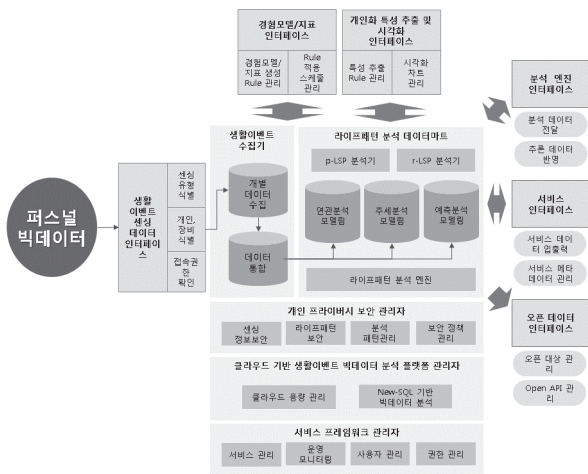 경험모델/지표
인터페이스
경험모델/
지표 생성
Rule 관리
Rule
적용
스케줄
관리
개인화 특성 추출 및
시각화
인터페이스
특성 추출
Rule 관리
시각화
차트
관리
분석 엔진
인터페이스
분석 데이터
전달
추론 데이터
반영
생활이벤트
수집기
개별
데이터
수집
데이터
통합
라이프패턴 분석 데이터마트
p-LSP 분석기
r-LSP 분석기
연관분석
모델링
추세분석
모델링
예측분석
모델링
라이프패턴 분석 엔진
퍼스널
빅데이터
생활
이벤트
센싱
데이터
인터페이
스
센싱
유형
식별
개인,
장비
식별
접속권
한
확인
서비스
인터페이스
서비스 데이
터 입출력
서비스 메타
데이터 관리
개인 프라이버시 보안 관리자
센싱
정보보안
라이프패턴
보안
분석
패턴관리
보안 정책
관리
오픈 데이터
인터페이스
오픈 대상 관
리
Open API 관
리
클라우드 기반 생활이벤트 빅데이터 분석 플랫폼 관리자
클라우드 용량 관리
New-SQL 기반
빅데이터 분석
서비스 프레임워크 관리자
서비스 관리
운영
모니터링
사용자 관리
권한 관리